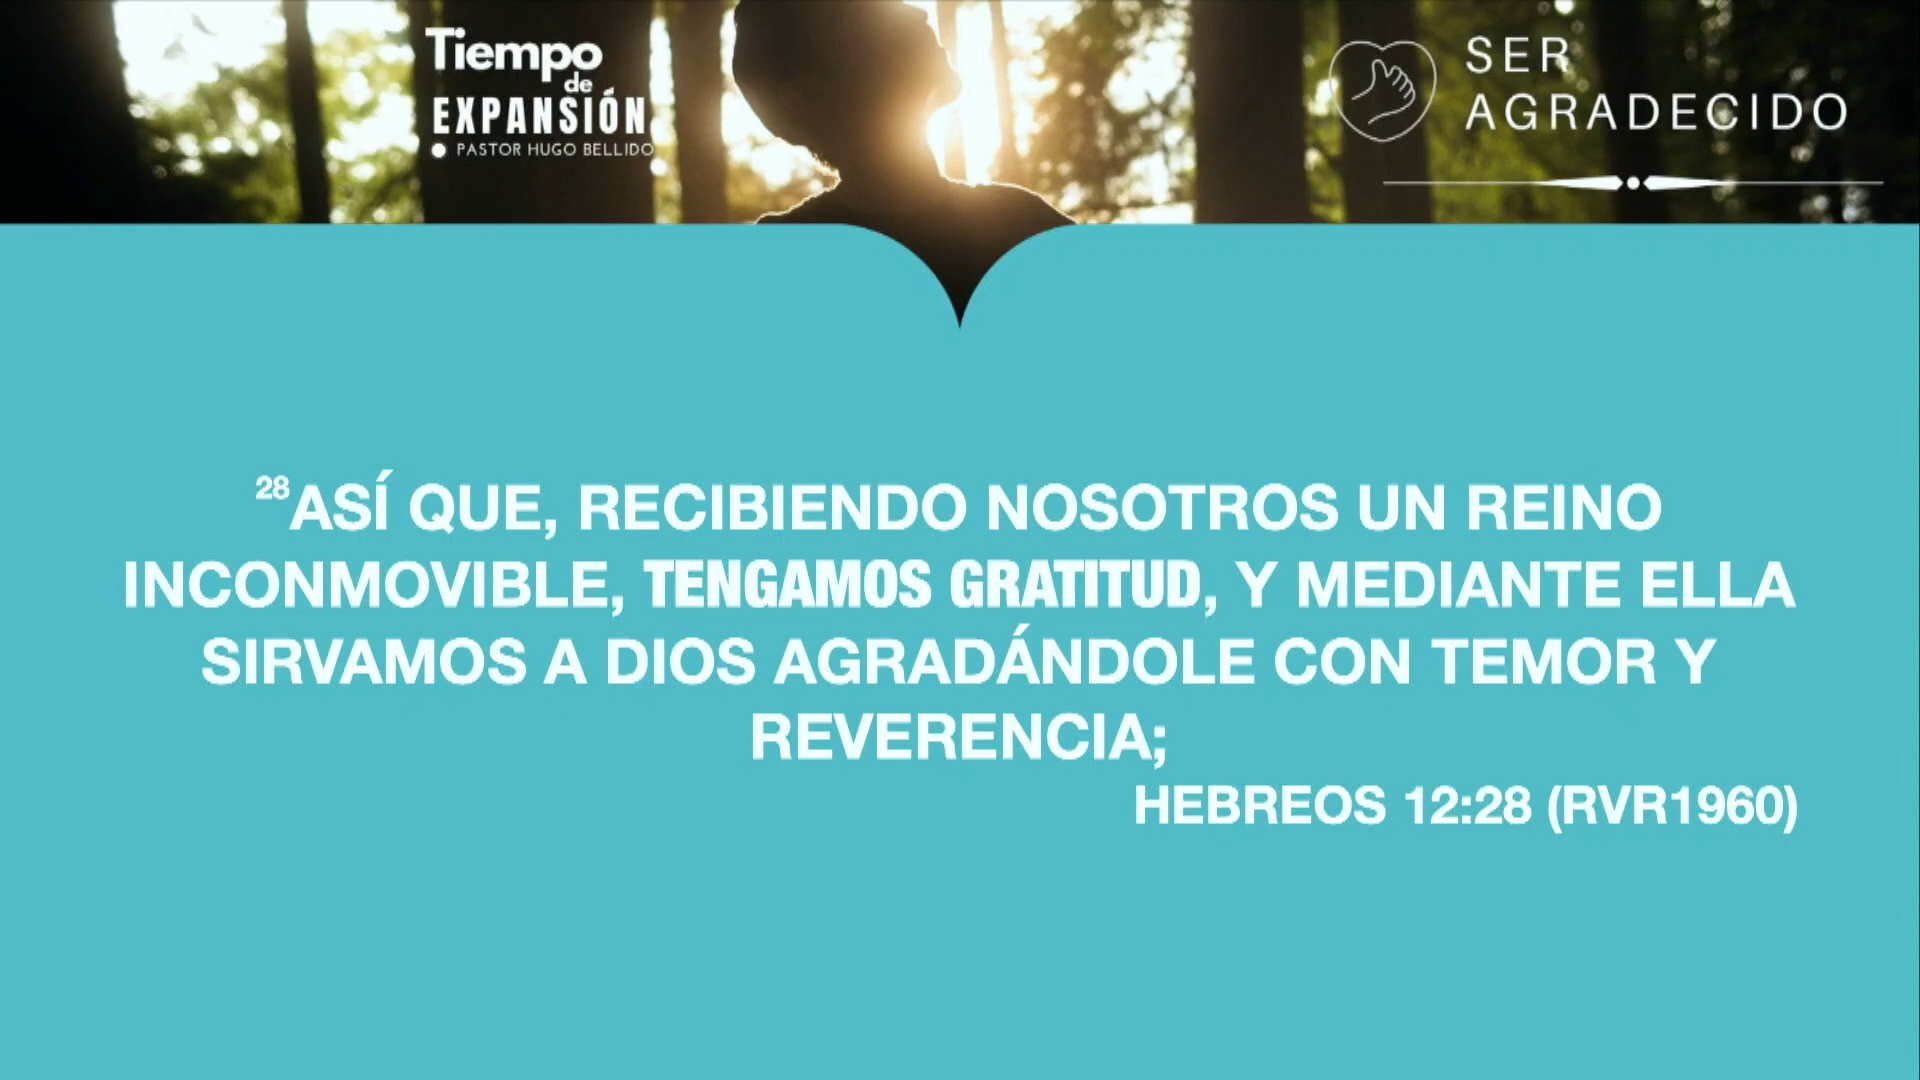 Tiempo
de
EXPANSIÓN
PASTOR HUGO BELLIDO
SER
AGRADECIDO
28ASÍ QUE, RECIBIENDO NOSOTROS UN REINO
INCONMOVIBLE, TENGAMOS GRATITUD, Y MEDIANTE ELLA
SIRVAMOS A DIOS AGRADÁNDOLE CON TEMOR Y
REVERENCIA;
HEBREOS 12:28 (RVR1960)